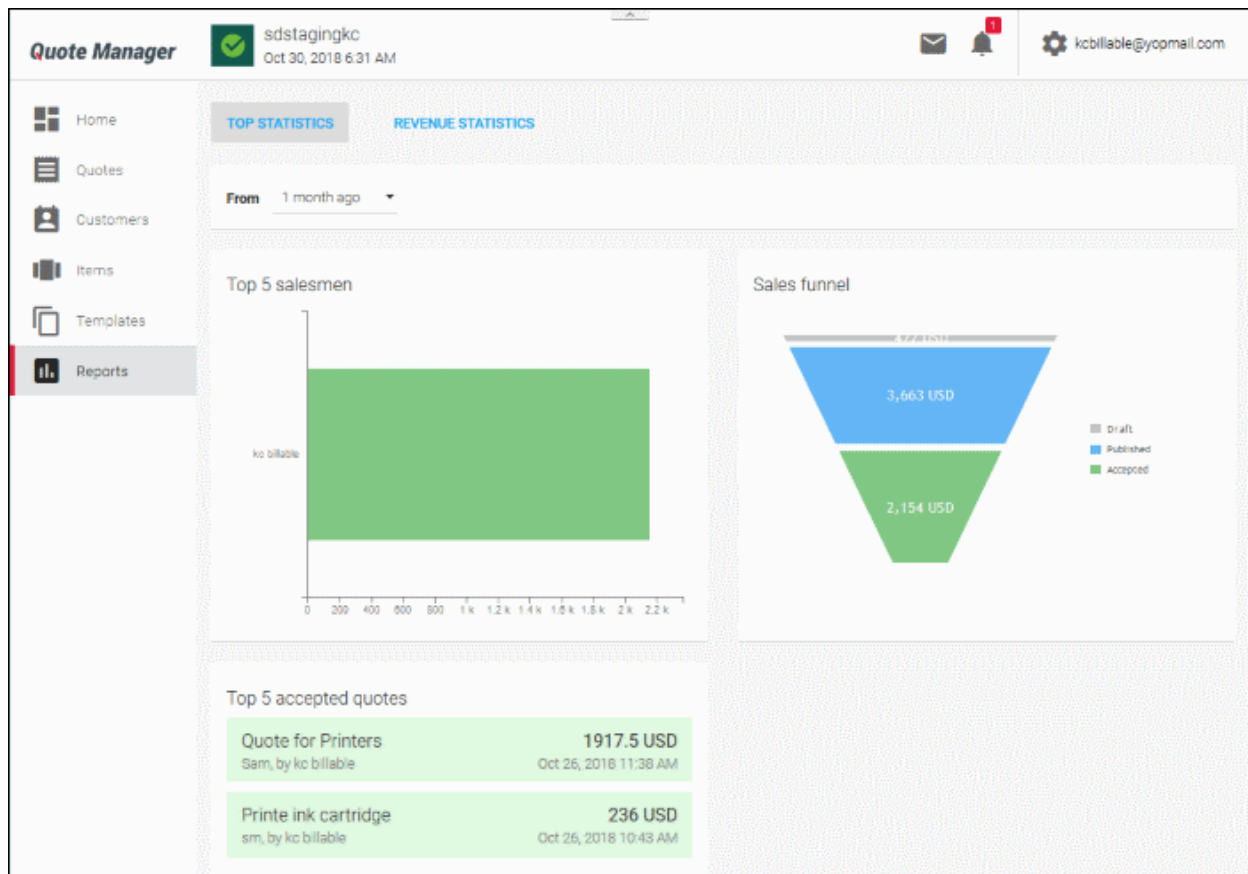 Quote Manager
sdstagingkc
Oct 30, 2018 6:31 AM
1
kcbillable@yopmail.com
Home
Quotes
Customers
Items
Templates
Reports
TOP STATISTICS
REVENUE STATISTICS
From 1 month ago
Top 5 salesmen
kc billable
0 200 400 600 800 1 k 1.2 k 1.4 k 1.6 k 1.8 k 2 k 2.2 k
Sales funnel
477 USD
3,663 USD
2,154 USD
Draft
Published
Accepted
Top 5 accepted quotes
Quote for Printers 1917.5 USD
Sam, by kc billable Oct 26, 2018 11:38 AM
Printe ink cartridge 236 USD
sm, by kc billable Oct 26, 2018 10:43 AM